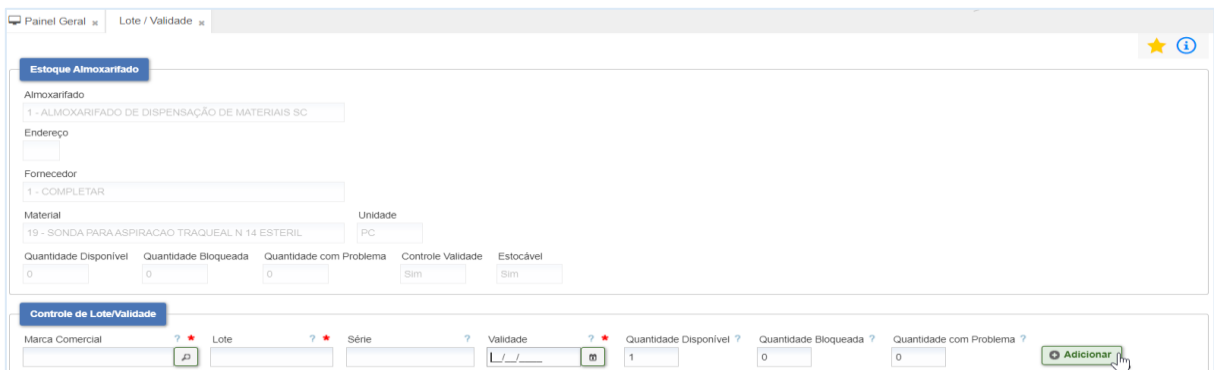 Painel Geral Lote / Validade
Estoque Almoxarifado
Almoxarifado
1 - ALMOXARIFADO DE DISPENSAÇÃO DE MATERIAIS SC
Endereço
Fornecedor
1 - COMPLETAR
Material Unidade
19 - SONDA PARA ASPIRACAO TRAQUEAL N 14 ESTERIL PC
Quantidade Disponível Quantidade Bloqueada Quantidade com Problema Controle Validade Estocável
0 0 0 Sim Sim
Controle de Lote/Validade
Marca Comercial ? * Lote ? * Série ? Validade ? * Quantidade Disponível ? Quantidade Bloqueada ? Quantidade com Problema ?
__/__/____ 1 0 0 Adicionar